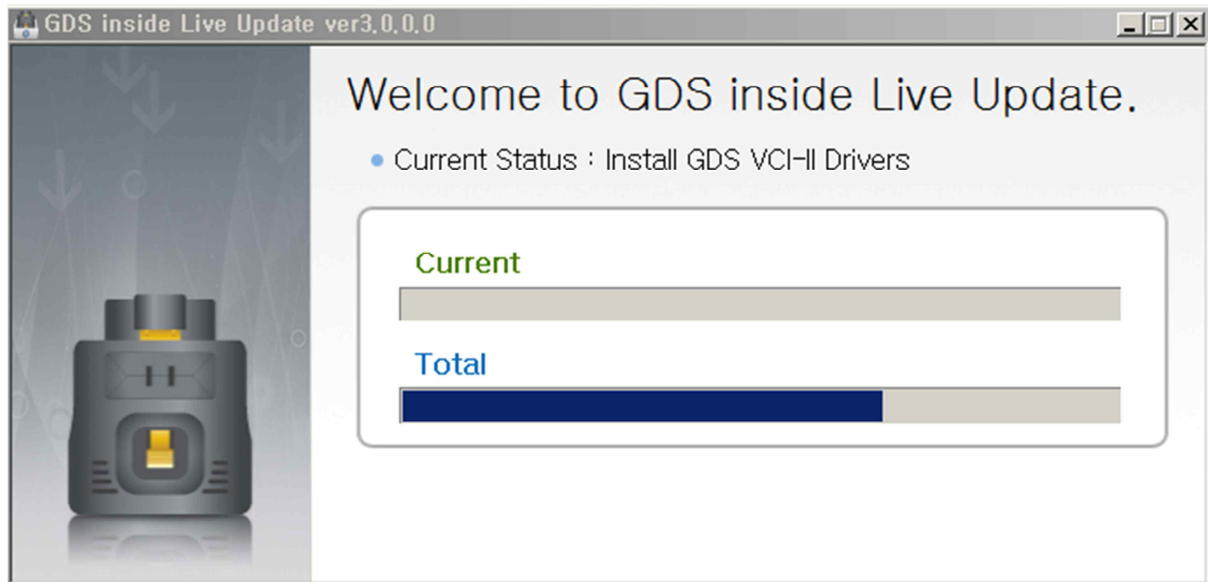 GDS inside Live Update ver3.0.0.0
Welcome to GDS inside Live Update.
Current Status : Install GDS VCI-II Drivers
Current
Total